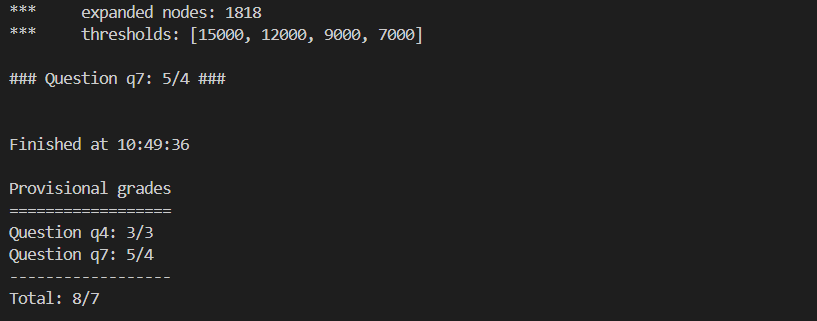 ***     expanded nodes: 1818
***     thresholds: [15000, 12000, 9000, 7000]
### Question q7: 5/4 ###
Finished at 10:49:36
Provisional grades
==================
Question q4: 3/3
Question q7: 5/4
------------------
Total: 8/7